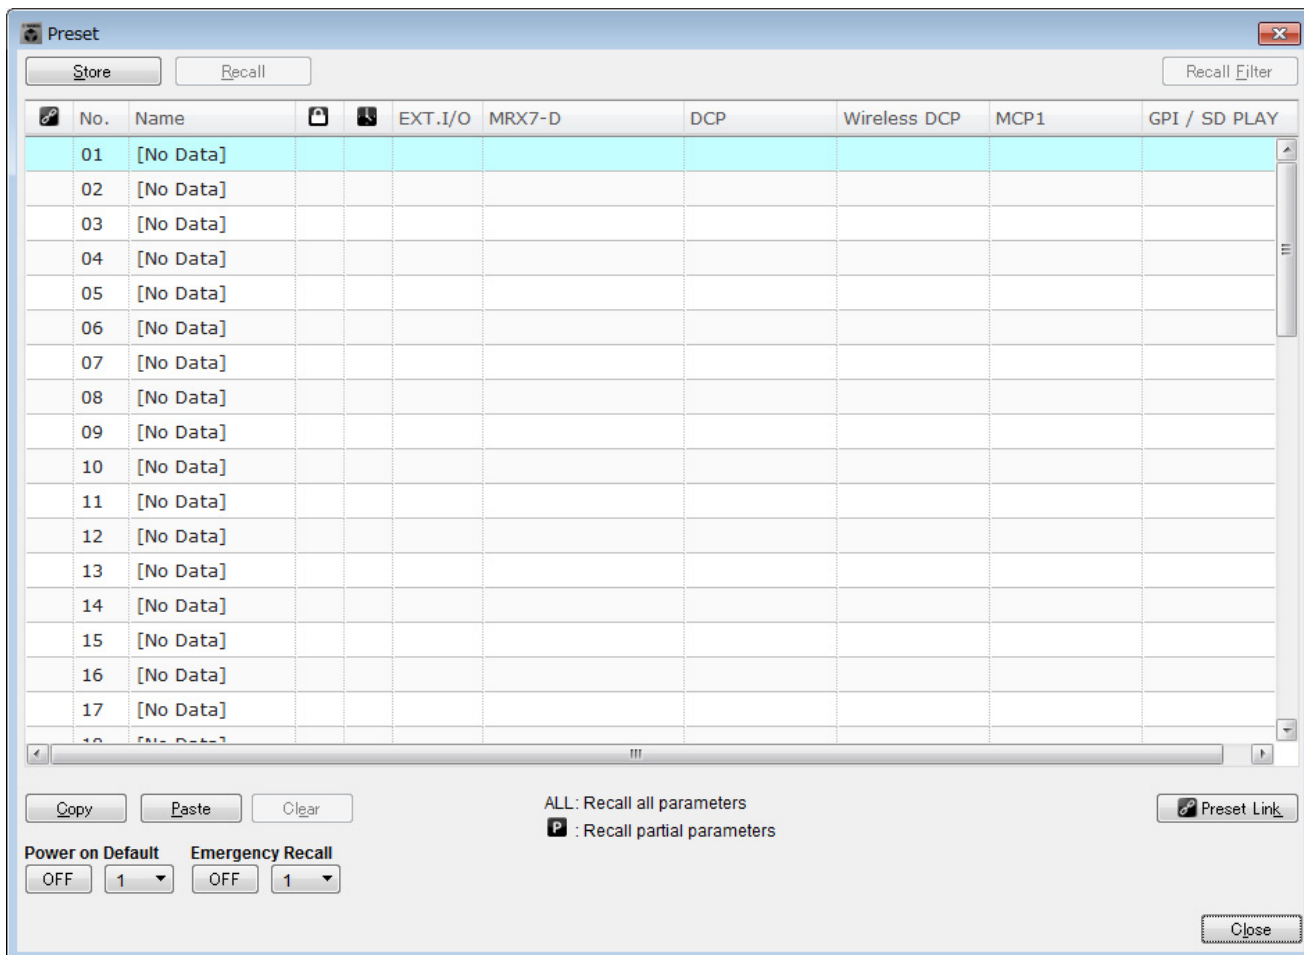 Preset
Store Recall Recall Filter
No. Name EXT.I/O MRX7-D DCP Wireless DCP MCP1 GPI / SD PLAY
01 [No Data]
02 [No Data]
03 [No Data]
04 [No Data]
05 [No Data]
06 [No Data]
07 [No Data]
08 [No Data]
09 [No Data]
10 [No Data]
11 [No Data]
12 [No Data]
13 [No Data]
14 [No Data]
15 [No Data]
16 [No Data]
17 [No Data]
18 [No Data]
Copy Paste Clear ALL: Recall all parameters Preset Link
P : Recall partial parameters
Power on Default Emergency Recall
OFF 1 OFF 1
Close